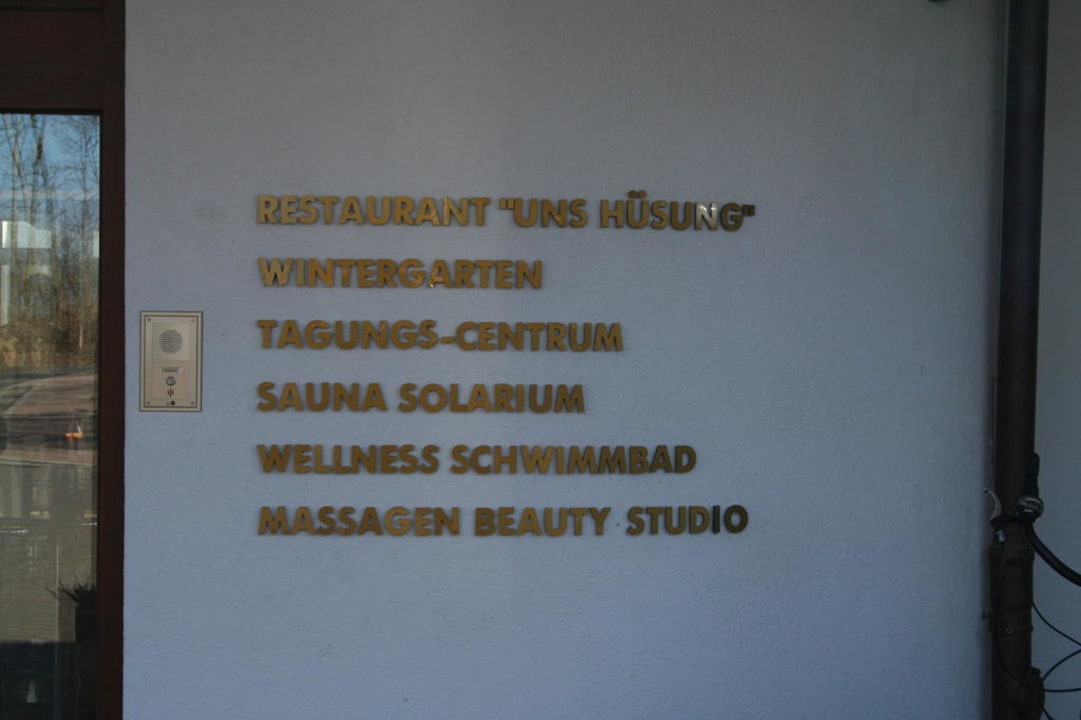 RESTAURANT "UNS HÜSUNG"
WINTERGARTEN
TAGUNGS-CENTRUM
SAUNA SOLARIUM
WELLNESS SCHWIMMBAD
MASSAGEN BEAUTY STUDIO